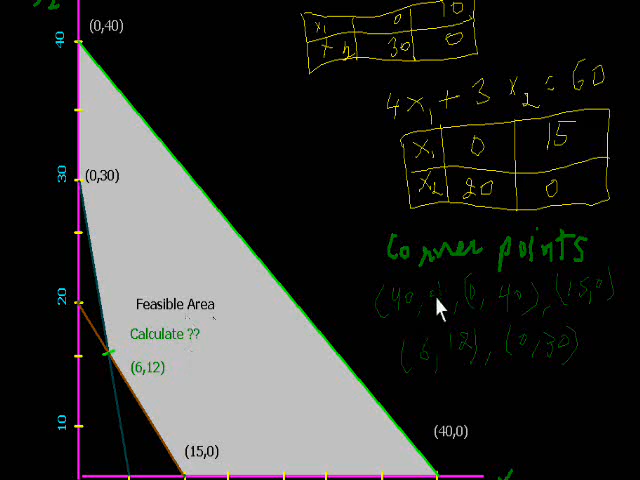 x₂
(0,40)
40
x₁ 0 10
x₂ 30 0
4x₁ + 3 x₂ = 60
x₁ 0 15
x₂ 20 0
30
(0,30)
corner points
(40,0), (0, 40), (15,0)
(6, 12), (0,30)
20
Feasible Area
Calculate ??
(6,12)
10
(15,0)
(40,0)